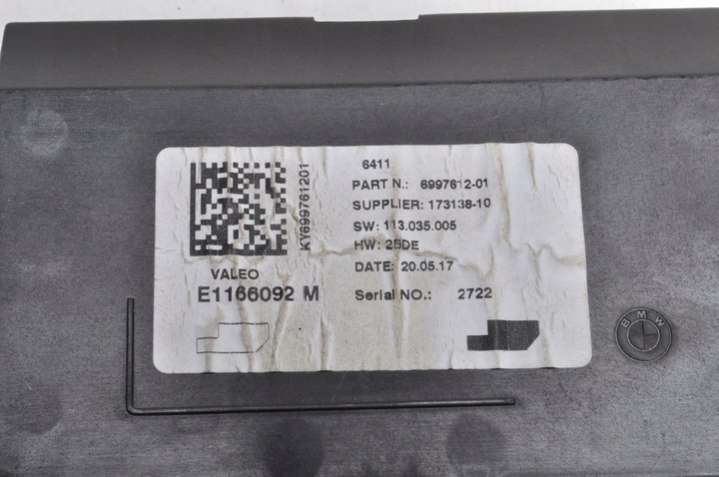 6411
PART N.: 6997612-01
SUPPLIER: 173138-10
SW: 113.035.005
HW: 25DE
DATE: 20.05.17
Serial NO.: 2722
KY699761201
VALEO
E1166092 M
BMW